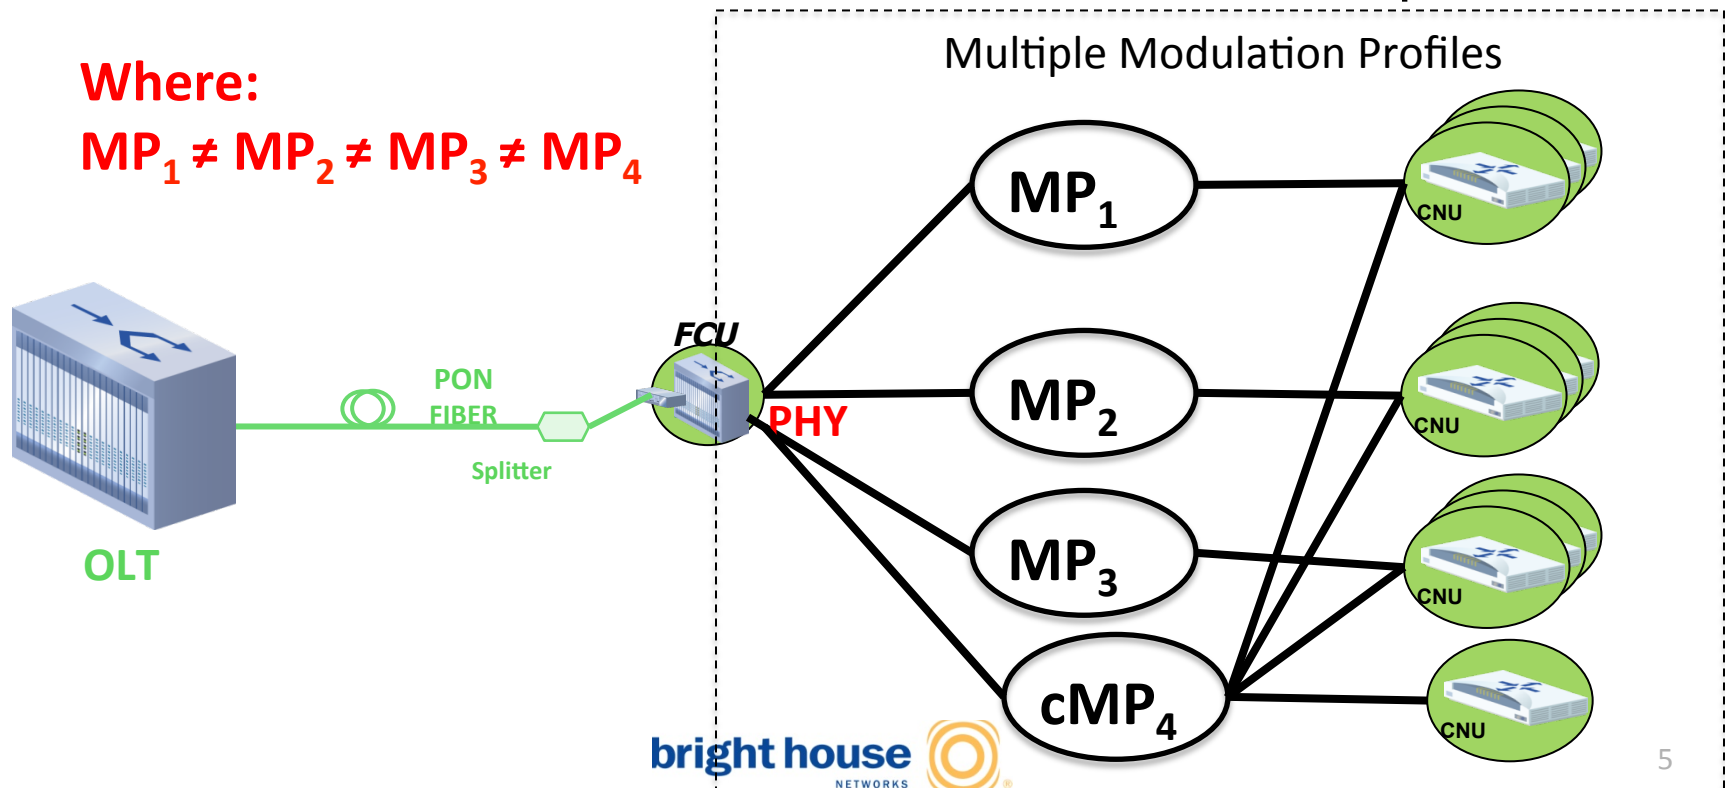 Multiple Modulation Profiles
Where:
MP1 ≠ MP2 ≠ MP3 ≠ MP4
MP1
CNU
FCU
PON
FIBER
PHY
MP2
CNU
Splitter
OLT
MP3
CNU
cMP4
CNU
bright house
NETWORKS
®
5